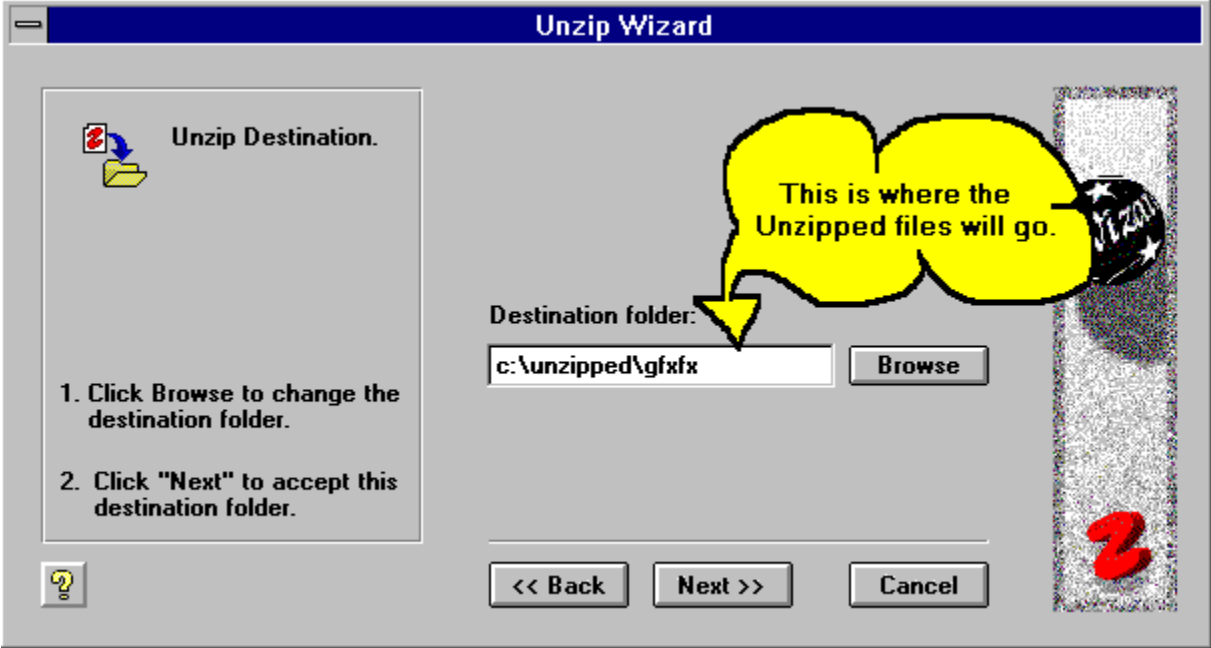 Unzip Wizard
Unzip Destination.
1. Click Browse to change the
destination folder.
2. Click "Next" to accept this
destination folder.
This is where the
Unzipped files will go.
Destination folder:
c:\unzipped\gfxfx
Browse
<< Back
Next >>
Cancel
?
Z